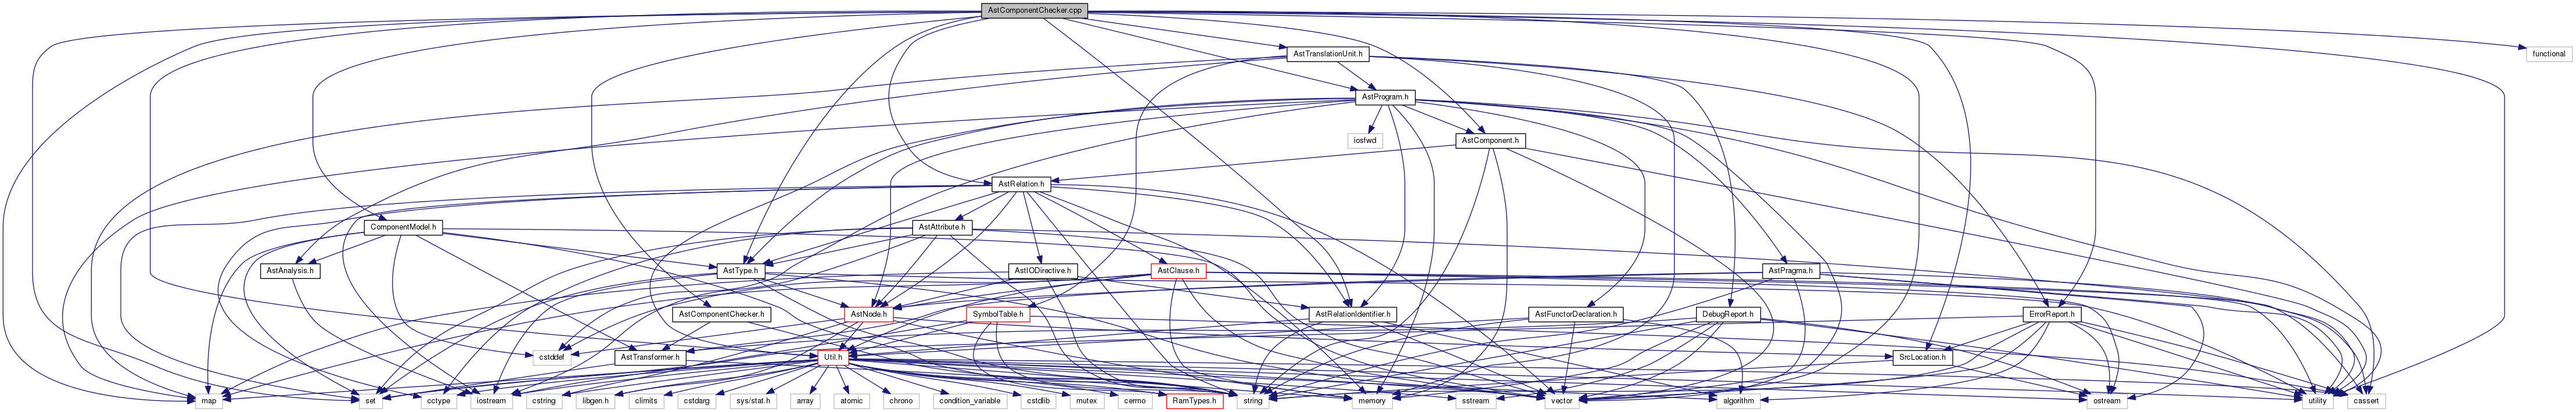 AstComponentChecker.cpp
AstTranslationUnit.h
functional
AstProgram.h
iosfwd
AstComponent.h
AstRelation.h
ComponentModel.h
AstAttribute.h
AstAnalysis.h
AstType.h
AstIODirective.h
AstClause.h
AstPragma.h
AstComponentChecker.h
AstNode.h
SymbolTable.h
AstRelationIdentifier.h
AstFunctorDeclaration.h
DebugReport.h
ErrorReport.h
cstddef
AstTransformer.h
Util.h
SrcLocation.h
map
set
cctype
iostream
cstring
libgen.h
climits
cstdarg
sys/stat.h
array
atomic
chrono
condition_variable
cstdlib
mutex
cerrno
RamTypes.h
string
memory
sstream
vector
algorithm
ostream
utility
cassert